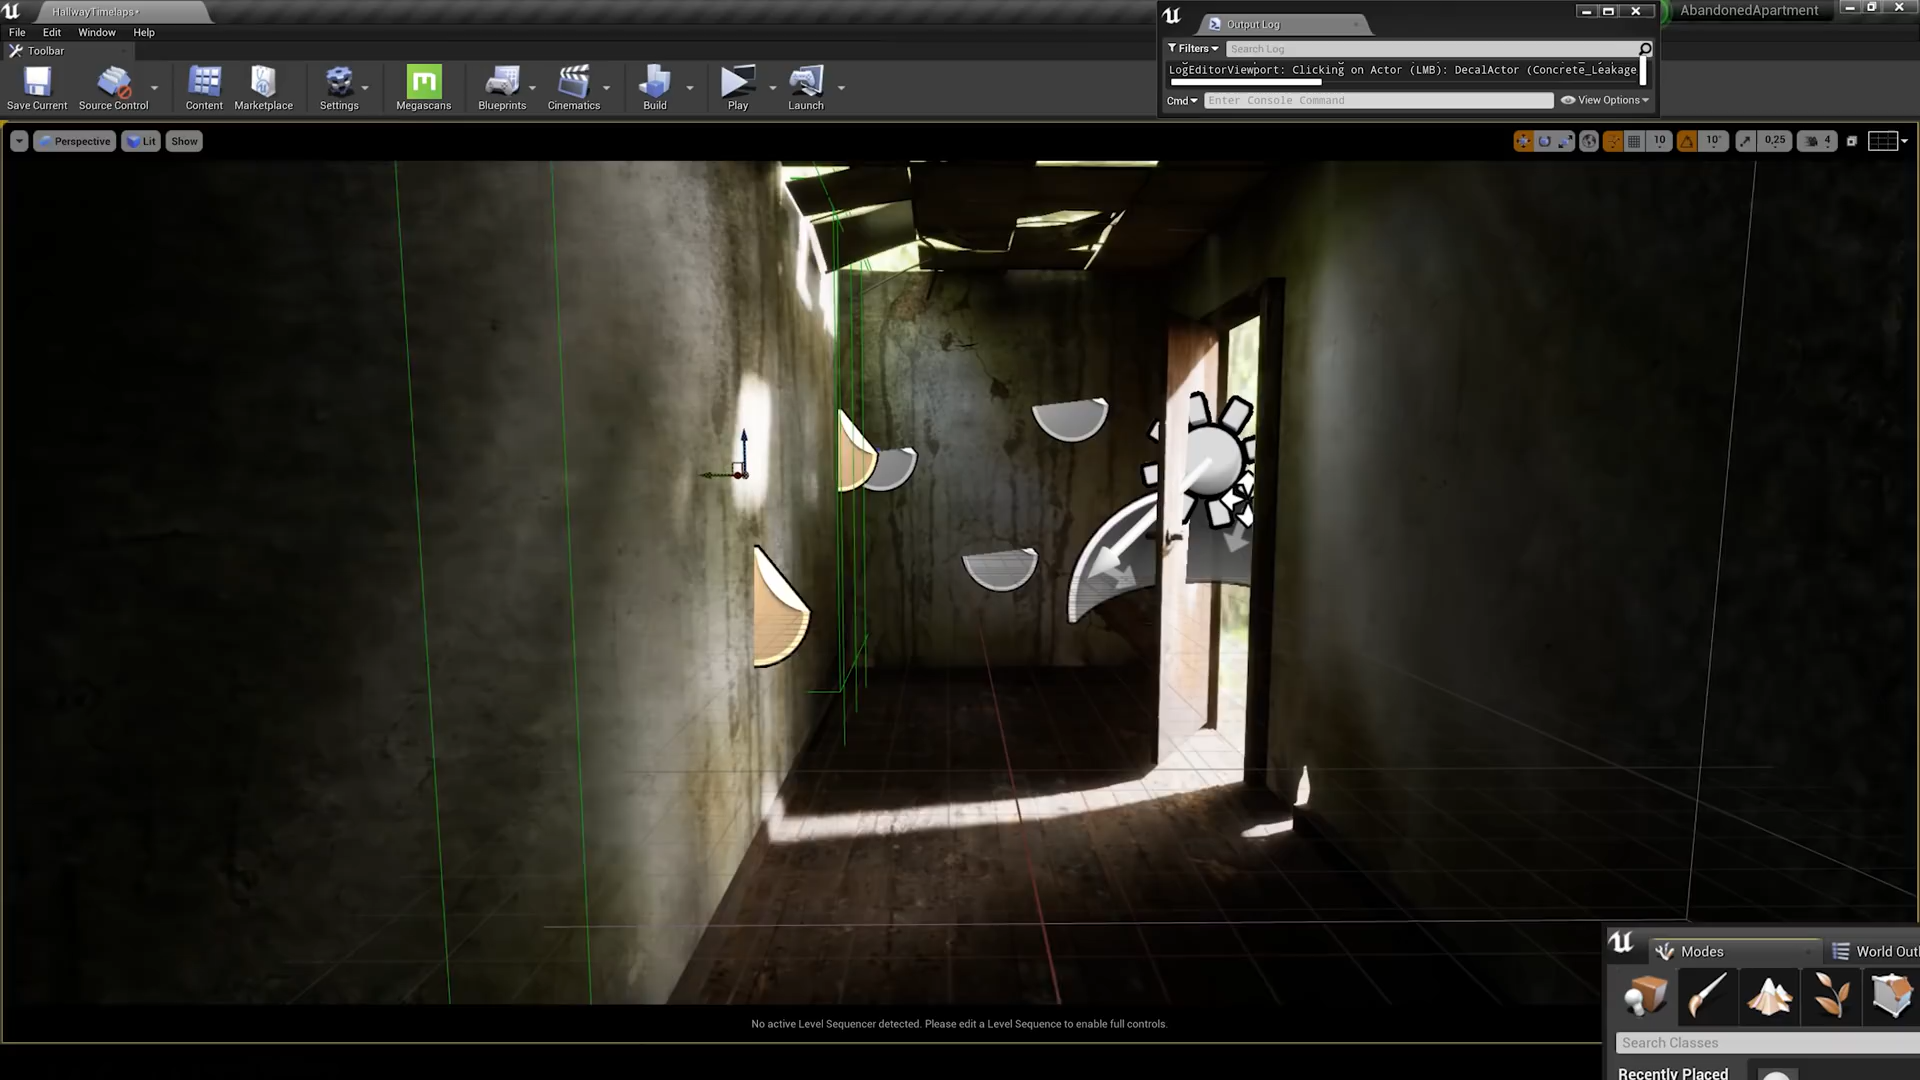 HallwayTimelaps•
Output Log
AbandonedApartment
File Edit Window Help
Toolbar
Filters
Search Log
LogEditorViewport: Clicking on Actor (LMB): DecalActor (Concrete_Leakage
Cmd
Enter Console Command
View Options
Save Current
Source Control
Content
Marketplace
Settings
Megascans
Blueprints
Cinematics
Build
Play
Launch
Perspective
Lit
Show
10
10°
0,25
4
No active Level Sequencer detected. Please edit a Level Sequence to enable full controls.
Modes
World Outl
Search Classes
Recently Placed